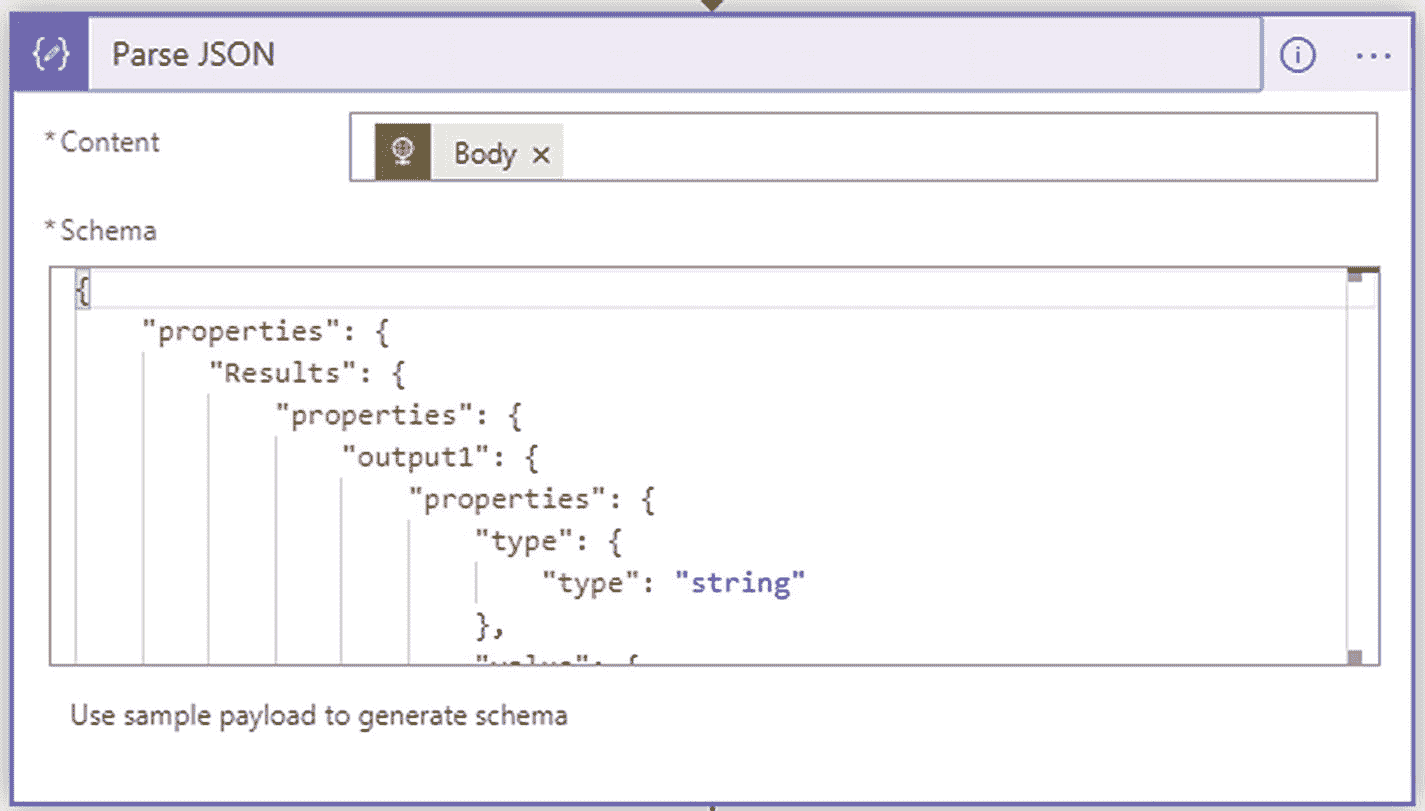 Parse JSON
* Content
Body ×
* Schema
{
"properties": {
"Results": {
"properties": {
"output1": {
"properties": {
"type": {
"type": "string"
},
Use sample payload to generate schema